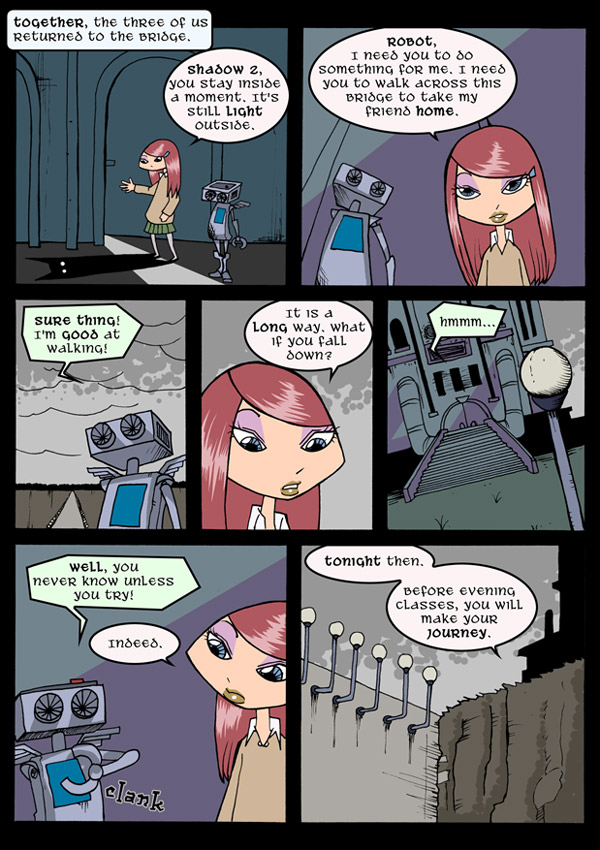 together, the three of us
returned to the bridge.
Shadow 2,
you stay inside
a moment. It's
still LIGHT
outside.
Robot,
I need you to do
something for me. I need
you to walk across this
bridge to take my
friend home.
Sure thing!
I'm good at
walking!
It is a
long way. What
if you fall
down?
Hmmm...
Well, you
never know unless
you try!
Indeed.
clank
Tonight then.
Before evening
classes, you will
make your
journey.